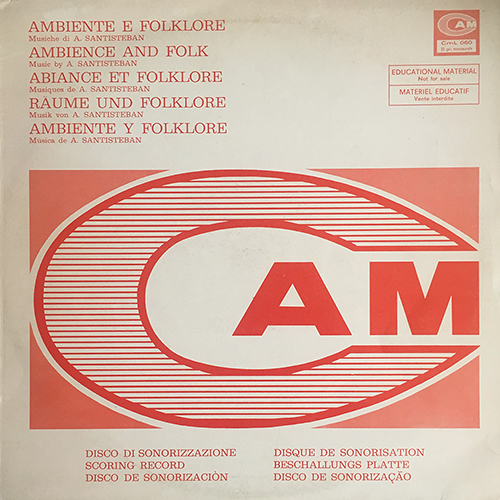 AMBIENTE E FOLKLORE
Musiche di A. SANTISTEBAN
AMBIENCE AND FOLK
Music by A. SANTISTEBAN
ABIANCE ET FOLKLORE
Musiques de A. SANTISTEBAN
RÄUME UND FOLKLORE
Musik von A. SANTISTEBAN
AMBIENTE Y FOLKLORE
Musica de A. SANTISTEBAN
CAM
CmL 060
EDUCATIONAL MATERIAL
Not for sale
MATERIEL EDUCATIF
Vente interdite
CAM
DISCO DI SONORIZZAZIONE
SCORING RECORD
DISCO DE SONORIZACIÒN
DISQUE DE SONORISATION
BESCHALLUNGS PLATTE
DISCO DE SONORIZAÇÃO